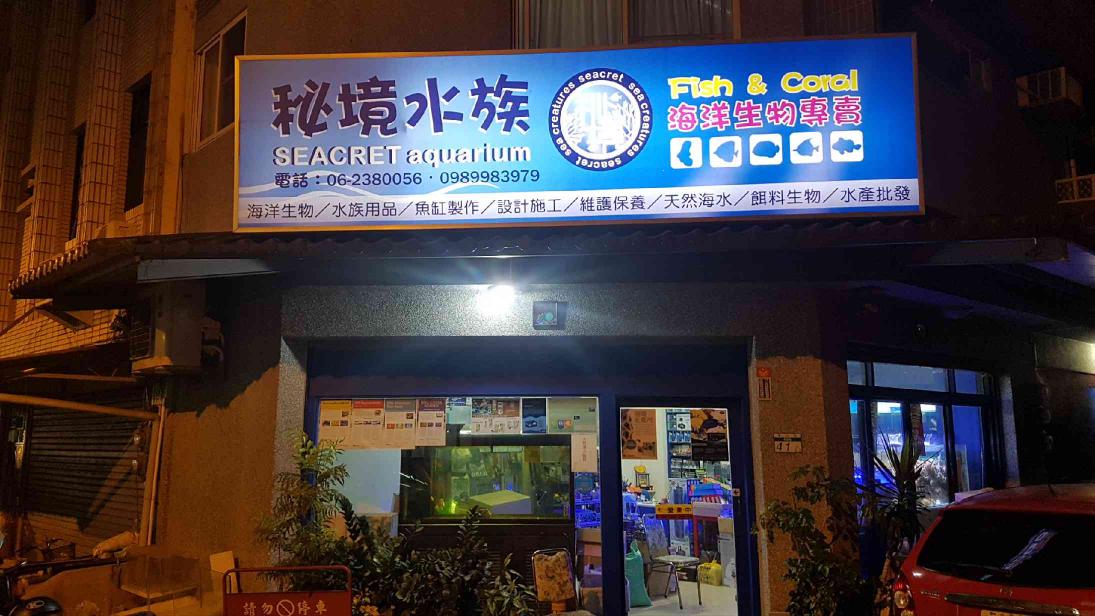 秘境水族
SEACRET aquarium
電話：06-2380056．0989983979
seacret sea creatures seacret sea creatures
Fish & Coral
海洋生物專賣
海洋生物／水族用品／魚缸製作／設計施工／維護保養／天然海水／餌料生物／水產批發
營業中
請勿停車